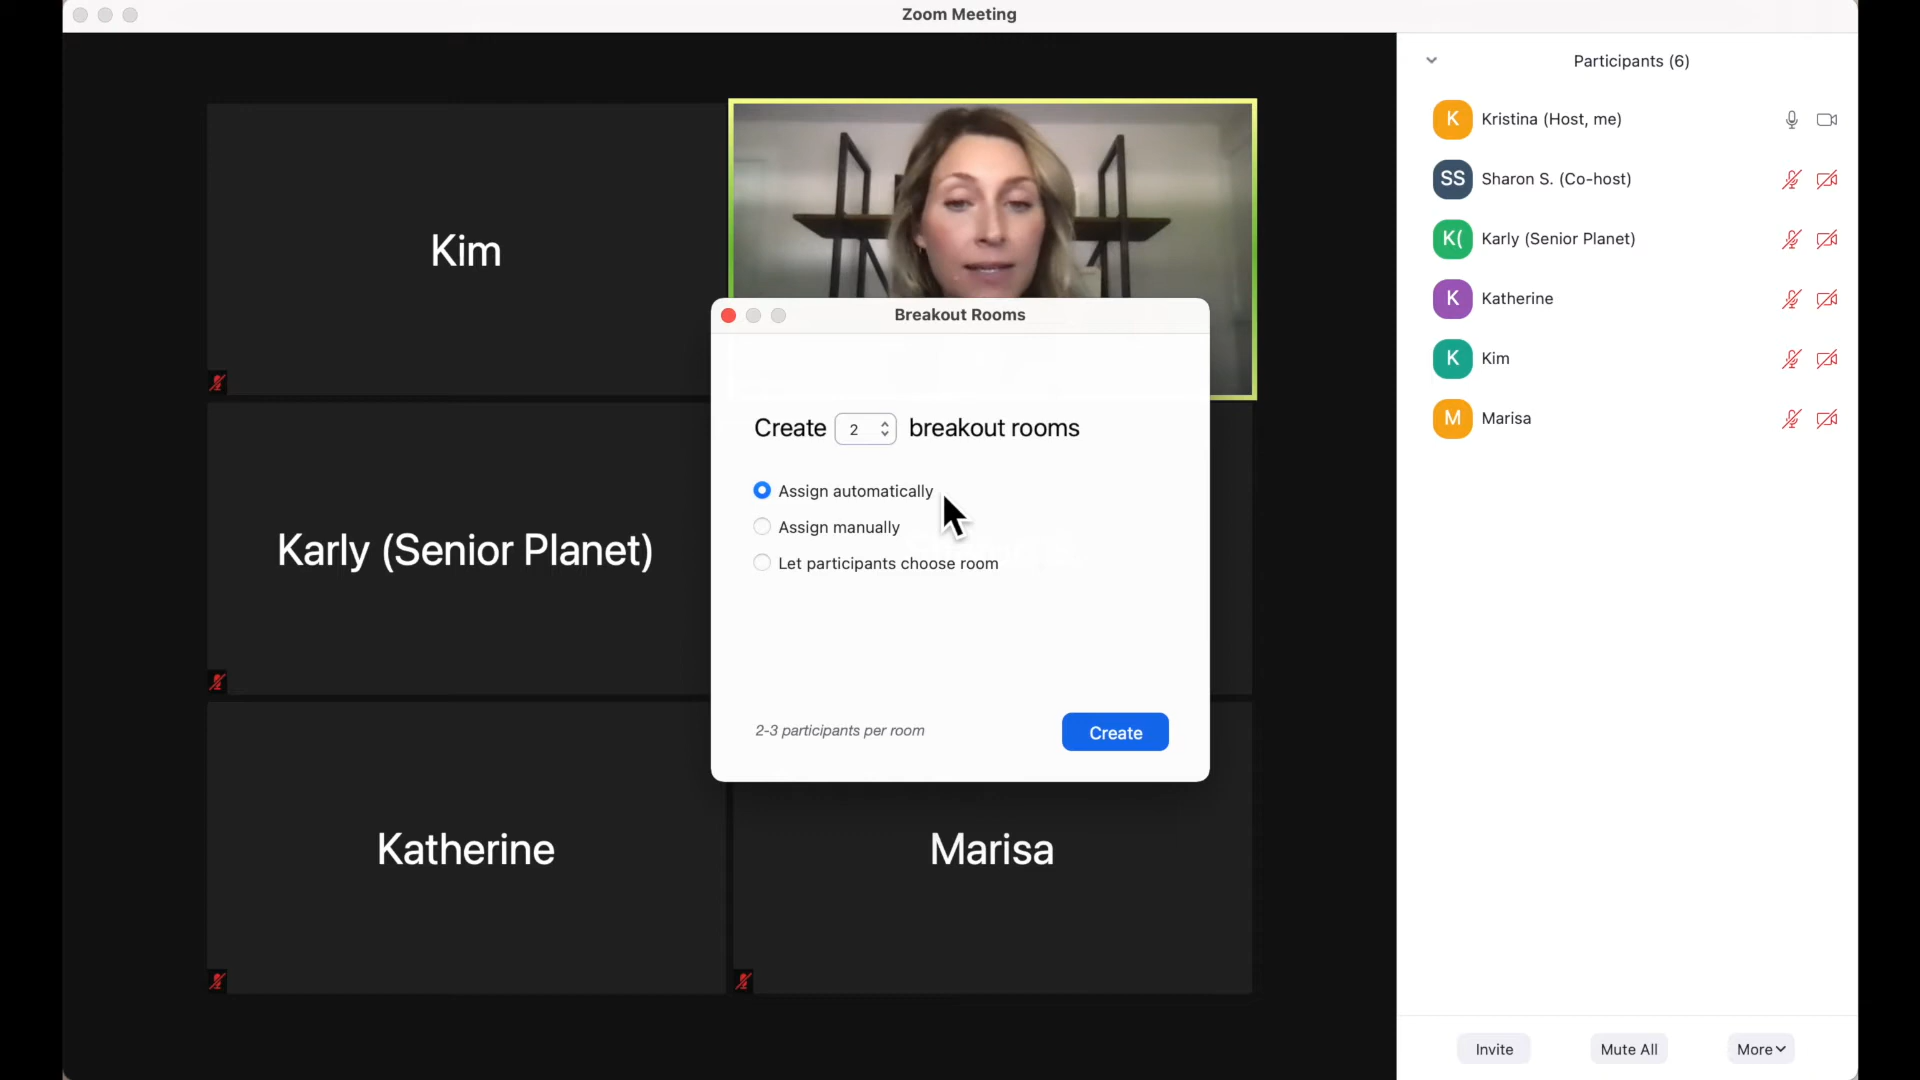 Zoom Meeting
Participants (6)
K Kristina (Host, me)
SS Sharon S. (Co-host)
K( Karly (Senior Planet)
K Katherine
K Kim
M Marisa
Kim
Breakout Rooms
Create 2 breakout rooms
Assign automatically
Assign manually
Let participants choose room
2-3 participants per room
Create
Karly (Senior Planet)
Katherine
Marisa
Invite
Mute All
More